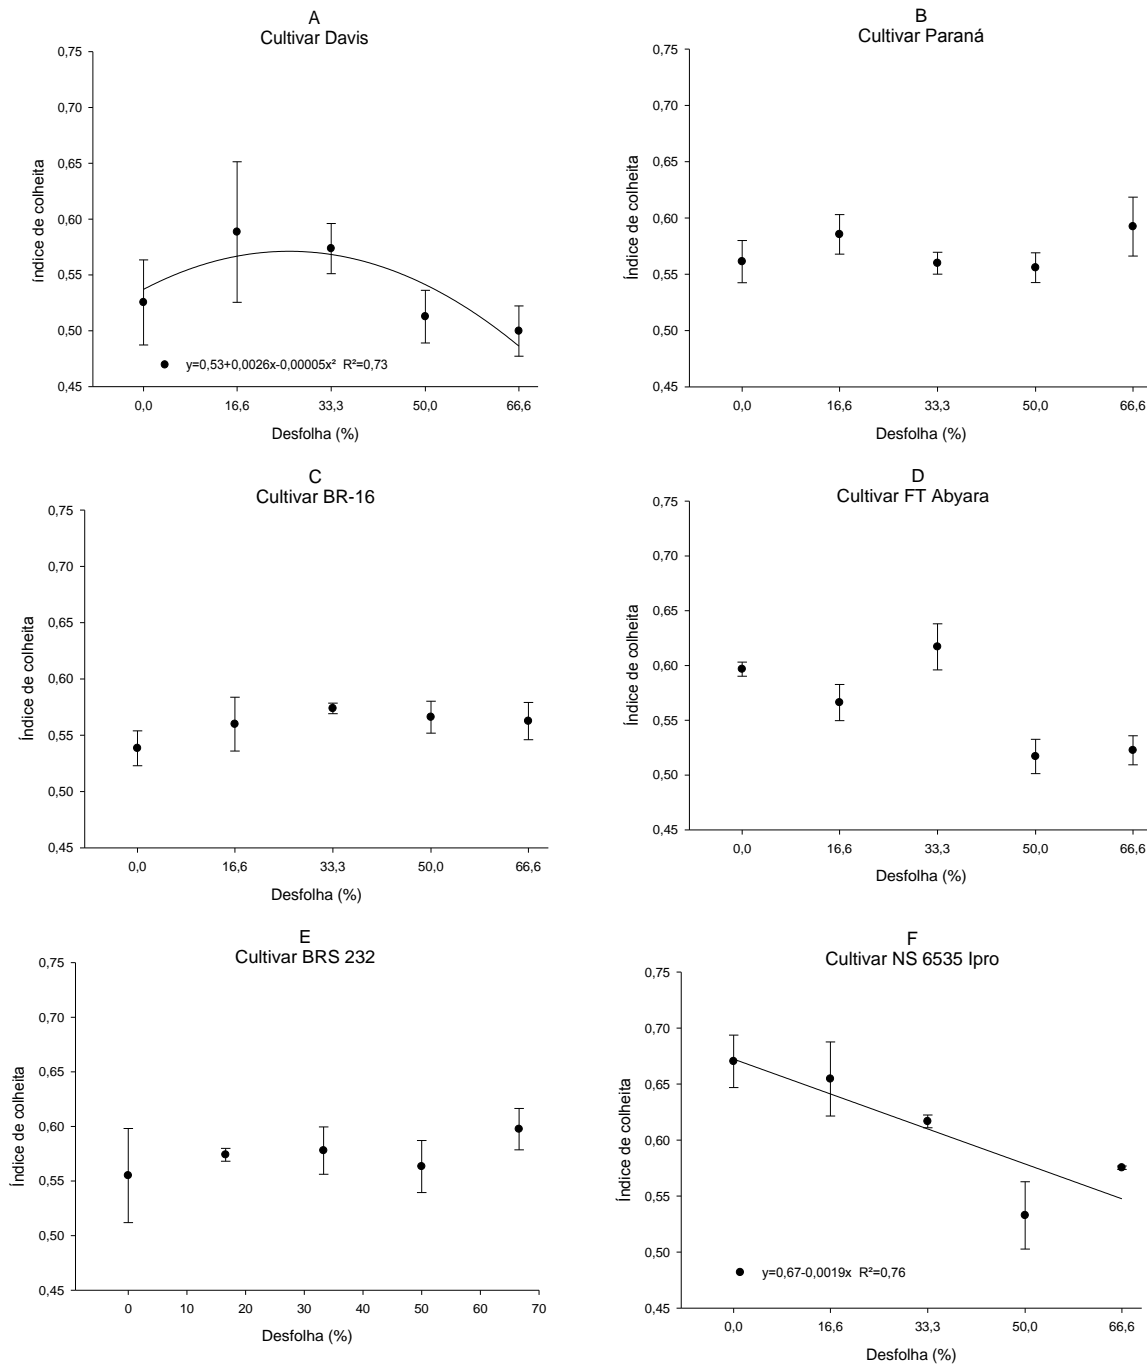 A
Cultivar Davis
0,75
0,70
0,65
0,60
0,55
0,50
0,45
Índice de colheita
y=0,53+0,0026x-0,00005x² R²=0,73
0,0 16,6 33,3 50,0 66,6
Desfolha (%)
B
Cultivar Paraná
0,75
0,70
0,65
0,60
0,55
0,50
0,45
Índice de colheita
0,0 16,6 33,3 50,0 66,6
Desfolha (%)
C
Cultivar BR-16
0,75
0,70
0,65
0,60
0,55
0,50
0,45
Índice de colheita
0,0 16,6 33,3 50,0 66,6
Desfolha (%)
D
Cultivar FT Abyara
0,75
0,70
0,65
0,60
0,55
0,50
0,45
Índice de colheita
0,0 16,6 33,3 50,0 66,6
Desfolha (%)
E
Cultivar BRS 232
0,75
0,70
0,65
0,60
0,55
0,50
0,45
Índice de colheita
0 10 20 30 40 50 60 70
Desfolha (%)
F
Cultivar NS 6535 Ipro
0,75
0,70
0,65
0,60
0,55
0,50
0,45
Índice de colheita
y=0,67-0,0019x R²=0,76
0,0 16,6 33,3 50,0 66,6
Desfolha (%)